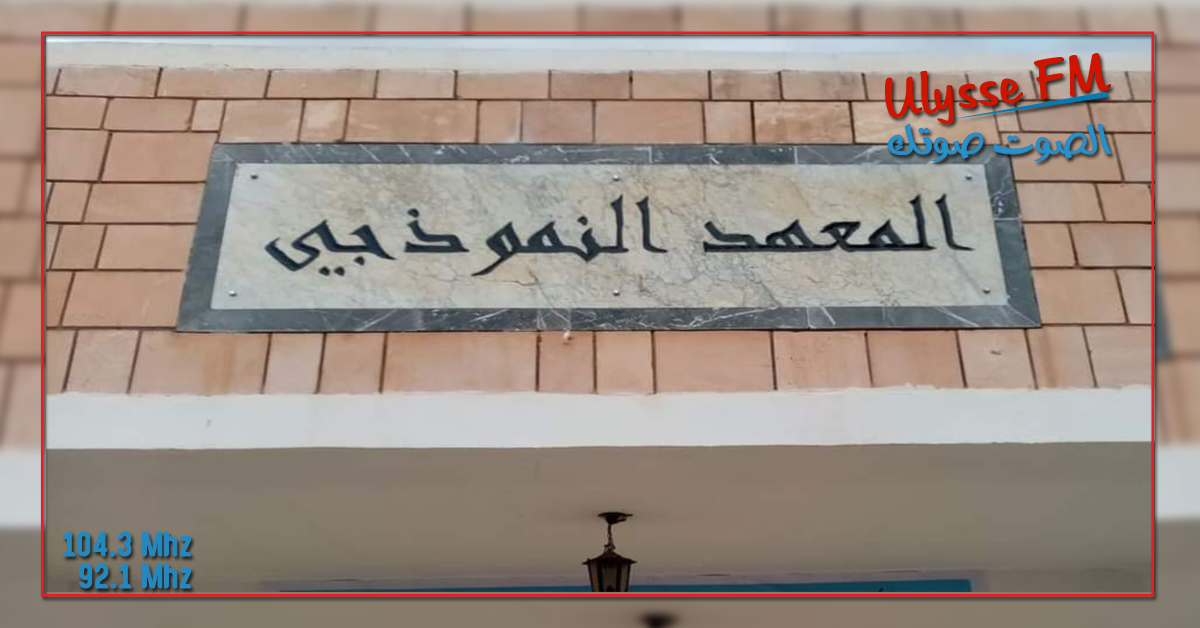 Ulysse FM
الصوت صوتك
المعهد النموذجي
104.3 Mhz
92.1 Mhz